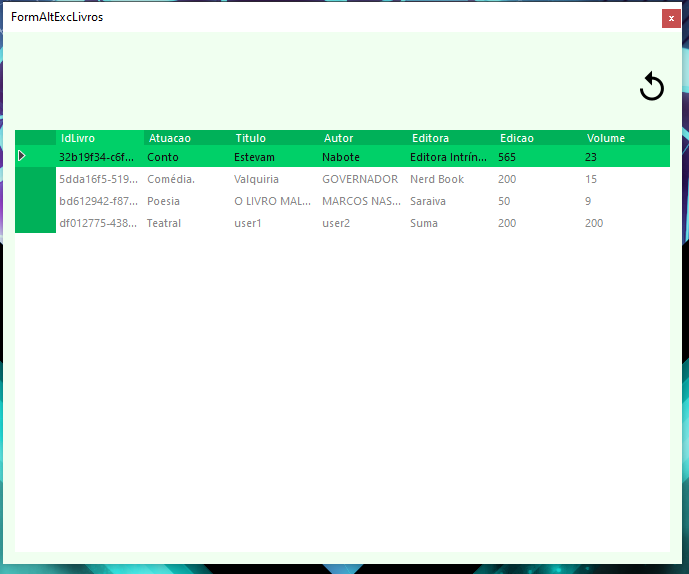 FormAltExcLivros
x
IdLivro Atuacao Titulo Autor Editora Edicao Volume
32b19f34-c6f... Conto Estevam Nabote Editora Intrín... 565 23
5dda16f5-519... Comédia. Valquiria GOVERNADOR Nerd Book 200 15
bd612942-f87... Poesia O LIVRO MAL... MARCOS NAS... Saraiva 50 9
df012775-438... Teatral user1 user2 Suma 200 200